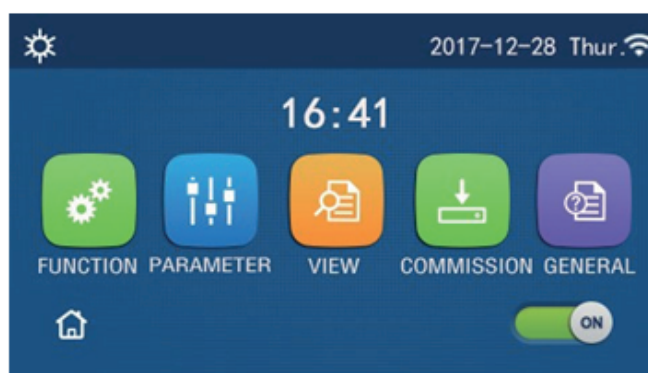 2017-12-28 Thur.
16:41
FUNCTION PARAMETER VIEW COMMISSION GENERAL
ON